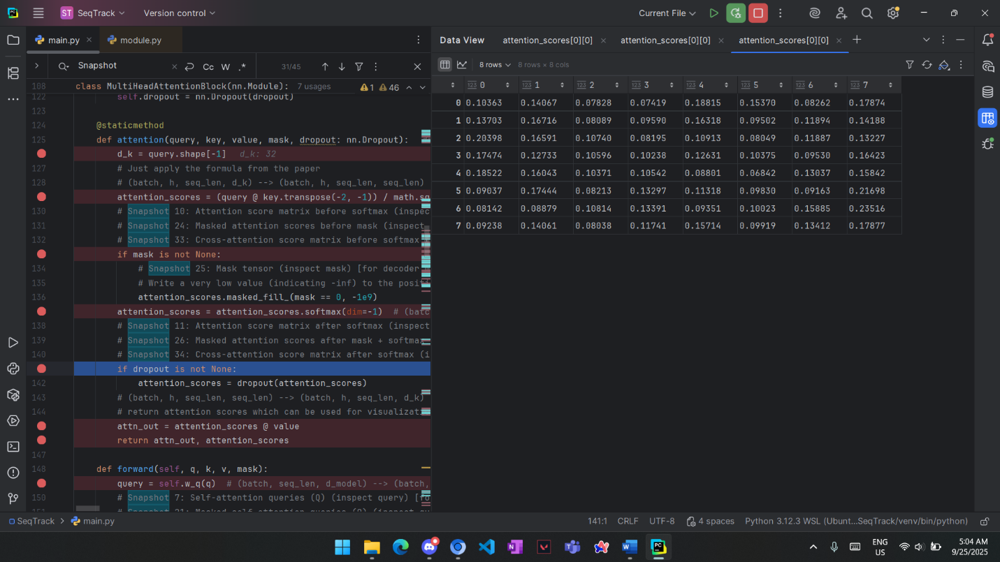 ST SeqTrack Version control Current File
main.py module.py
Snapshot Cc W .* 31/45
108 class MultiHeadAttentionBlock(nn.Module): 7 usages 1 46
122 self.dropout = nn.Dropout(dropout)
123
124 @staticmethod
125 def attention(query, key, value, mask, dropout: nn.Dropout):
d_k = query.shape[-1] d_k: 32
127 # Just apply the formula from the paper
128 # (batch, h, seq_len, d_k) --> (batch, h, seq_len, seq_len)
attention_scores = (query @ key.transpose(-2, -1)) / math.sq
130 # Snapshot 10: Attention score matrix before softmax (inspec
131 # Snapshot 24: Masked attention scores before mask (inspect
132 # Snapshot 33: Cross-attention score matrix before softmax
if mask is not None:
134 # Snapshot 25: Mask tensor (inspect mask) [for decoder
135 # Write a very low value (indicating -inf) to the posit
136 attention_scores.masked_fill_(mask == 0, -1e9)
attention_scores = attention_scores.softmax(dim=-1) # (batc
138 # Snapshot 11: Attention score matrix after softmax (inspect
139 # Snapshot 26: Masked attention scores after mask + softmax
140 # Snapshot 34: Cross-attention score matrix after softmax (i
if dropout is not None:
142 attention_scores = dropout(attention_scores)
143 # (batch, h, seq_len, seq_len) --> (batch, h, seq_len, d_k)
144 # return attention scores which can be used for visualizati
attn_out = attention_scores @ value
return attn_out, attention_scores
147
148 def forward(self, q, k, v, mask):
query = self.w_q(q) # (batch, seq_len, d_model) --> (batch,
150 # Snapshot 7: Self-attention queries (Q) (inspect query) [fo
Data View attention_scores[0][0] attention_scores[0][0] attention_scores[0][0]
8 rows 8 rows × 8 cols
123 0 123 1 123 2 123 3 123 4 123 5 123 6 123 7
0 0.10363 0.14067 0.07828 0.07419 0.18815 0.15370 0.08262 0.17874
1 0.13703 0.16716 0.08089 0.09590 0.16318 0.09502 0.11894 0.14188
2 0.20398 0.16591 0.10740 0.08195 0.10913 0.08049 0.11887 0.13227
3 0.17474 0.12733 0.10596 0.10238 0.12631 0.10375 0.09530 0.16423
4 0.18522 0.16043 0.10371 0.10542 0.08801 0.06842 0.13037 0.15842
5 0.09037 0.17444 0.08213 0.13297 0.11318 0.09830 0.09163 0.21698
6 0.08142 0.08879 0.10814 0.13391 0.09351 0.10023 0.15885 0.23516
7 0.09238 0.14061 0.08038 0.11741 0.15714 0.09919 0.13412 0.17877
SeqTrack main.py 141:1 CRLF UTF-8 4 spaces Python 3.12.3 WSL (Ubunt...SeqTrack/venv/bin/python)
ENG
US
5:04 AM
9/25/2025